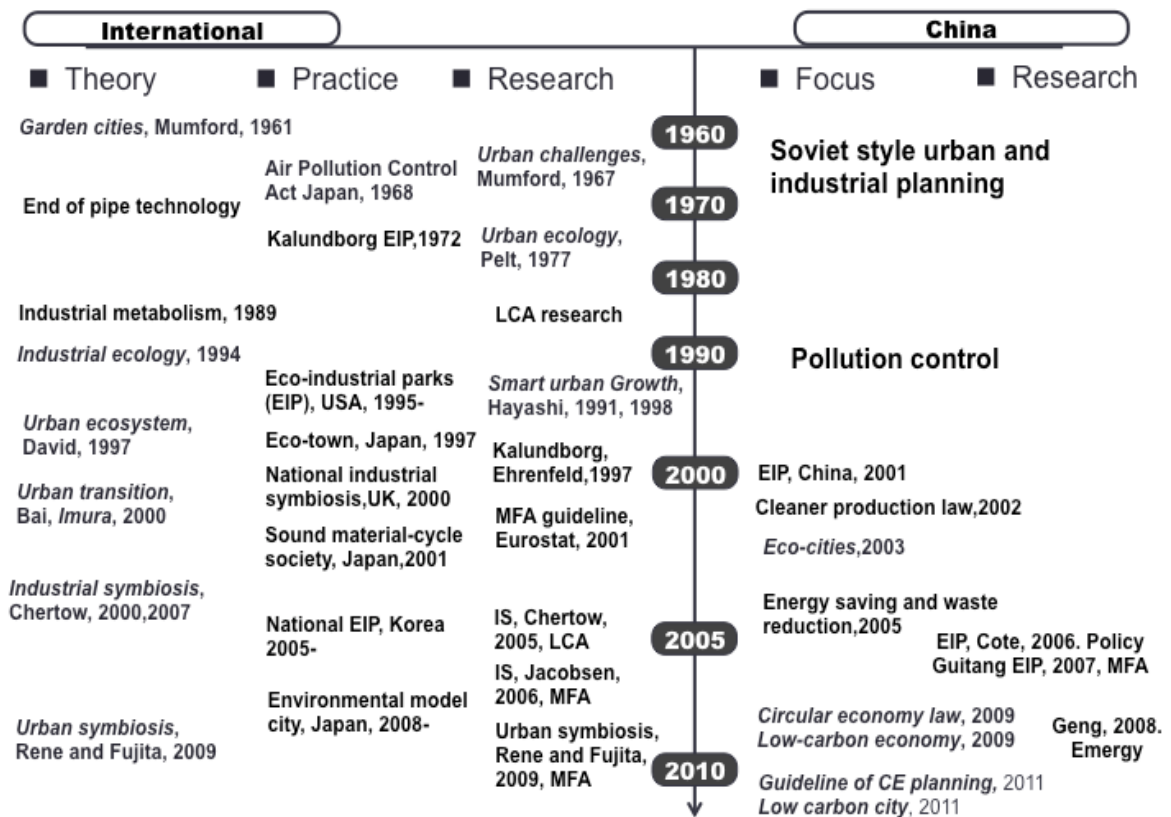 International
China
■ Theory
■ Practice
■ Research
■ Focus
■ Research
Garden cities, Mumford, 1961
End of pipe technology
Industrial metabolism, 1989
Industrial ecology, 1994
Urban ecosystem,
David, 1997
Urban transition,
Bai, Imura, 2000
Industrial symbiosis,
Chertow, 2000,2007
Urban symbiosis,
Rene and Fujita, 2009
Air Pollution Control
Act Japan, 1968
Kalundborg EIP,1972
Eco-industrial parks
(EIP), USA, 1995-
Eco-town, Japan, 1997
National industrial
symbiosis,UK, 2000
Sound material-cycle
society, Japan,2001
National EIP, Korea
2005-
Environmental model
city, Japan, 2008-
Urban challenges,
Mumford, 1967
Urban ecology,
Pelt, 1977
LCA research
Smart urban Growth,
Hayashi, 1991, 1998
Kalundborg,
Ehrenfeld,1997
MFA guideline,
Eurostat, 2001
IS, Chertow,
2005, LCA
IS, Jacobsen,
2006, MFA
Urban symbiosis,
Rene and Fujita,
2009, MFA
1960
1970
1980
1990
2000
2005
2010
Soviet style urban and
industrial planning
Pollution control
EIP, China, 2001
Cleaner production law,2002
Eco-cities,2003
Energy saving and waste
reduction,2005
Circular economy law, 2009
Low-carbon economy, 2009
Guideline of CE planning, 2011
Low carbon city, 2011
EIP, Cote, 2006. Policy
Guitang EIP, 2007, MFA
Geng, 2008.
Emergy